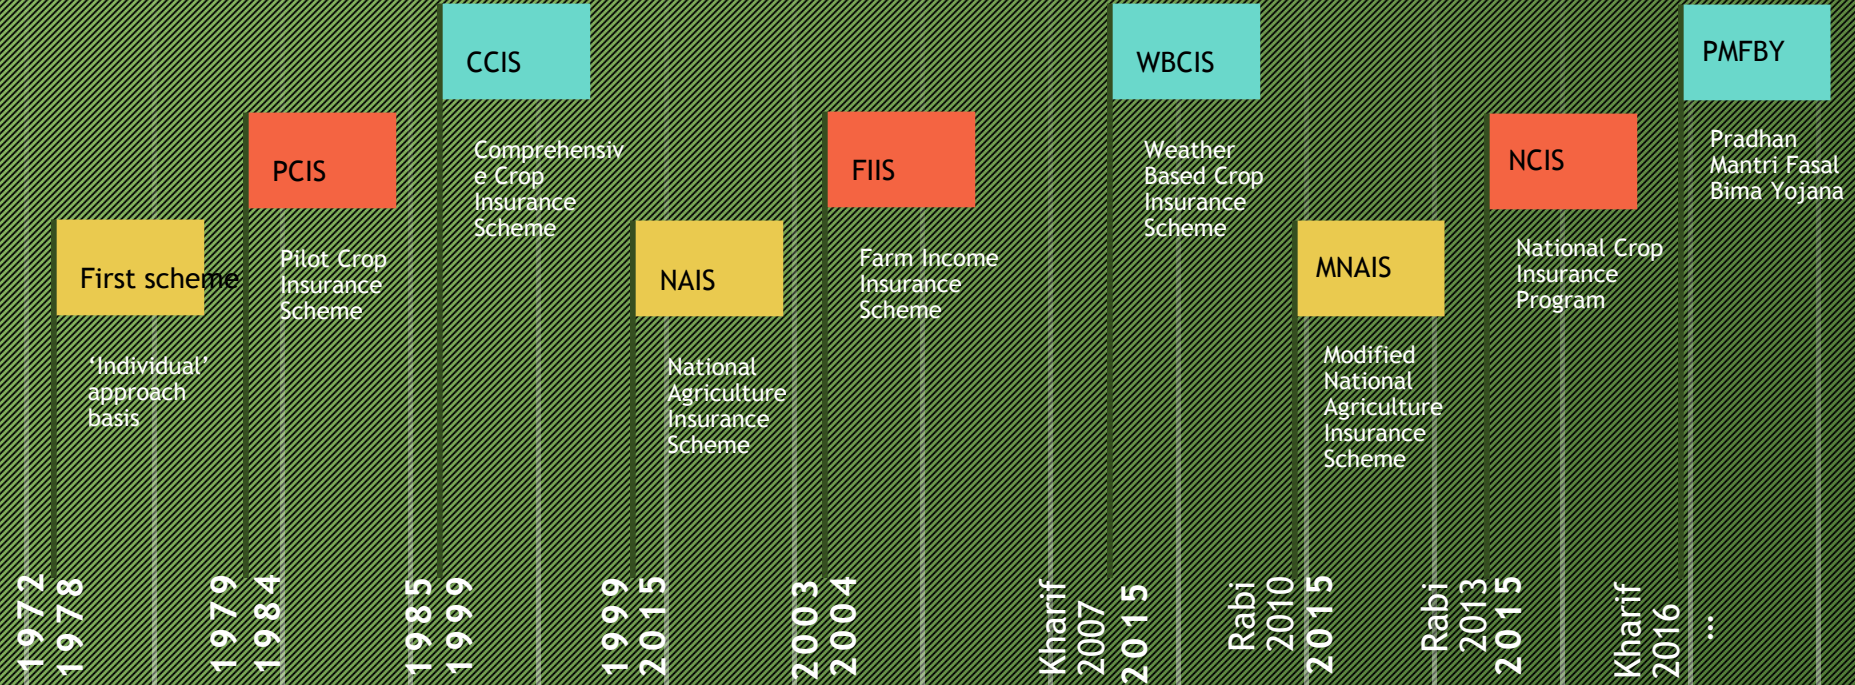 First scheme
'Individual'
approach
basis
1972
1978
PCIS
Pilot Crop
Insurance
Scheme
1979
1984
CCIS
Comprehensiv
e Crop
Insurance
Scheme
1985
1999
NAIS
National
Agriculture
Insurance
Scheme
1999
2015
FIIS
Farm Income
Insurance
Scheme
2003
2004
WBCIS
Weather
Based Crop
Insurance
Scheme
Kharif
2007
2015
MNAIS
Modified
National
Agriculture
Insurance
Scheme
Rabi
2010
2015
NCIS
National Crop
Insurance
Program
Rabi
2013
2015
PMFBY
Pradhan
Mantri Fasal
Bima Yojana
Kharif
2016
...